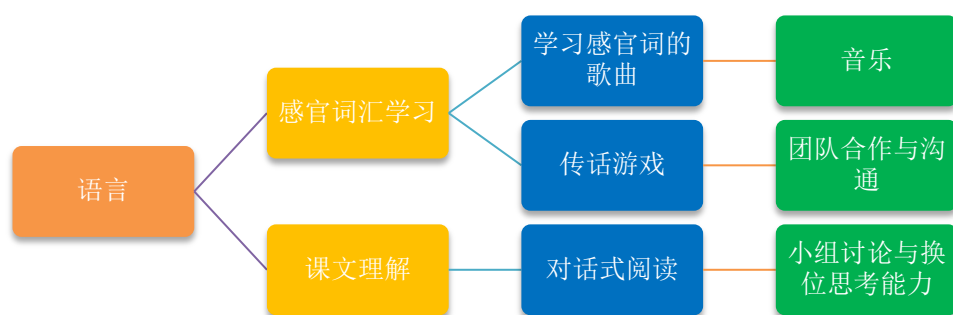 学习感官词的
歌曲
音乐
感官词汇学习
传话游戏
团队合作与沟
通
语言
课文理解
对话式阅读
小组讨论与换
位思考能力